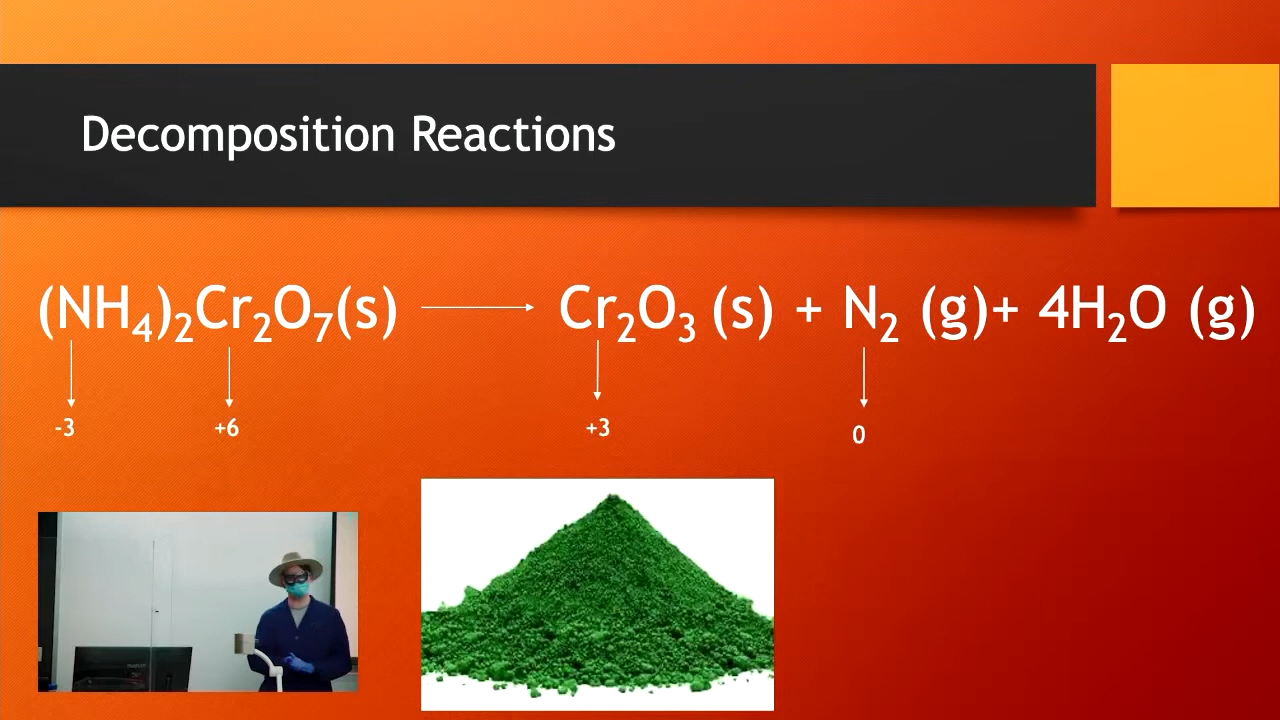 Decomposition Reactions
(NH₄)₂Cr₂O₇(s) ⟶ Cr₂O₃ (s) + N₂ (g)+ 4H₂O (g)
-3 +6 +3 0